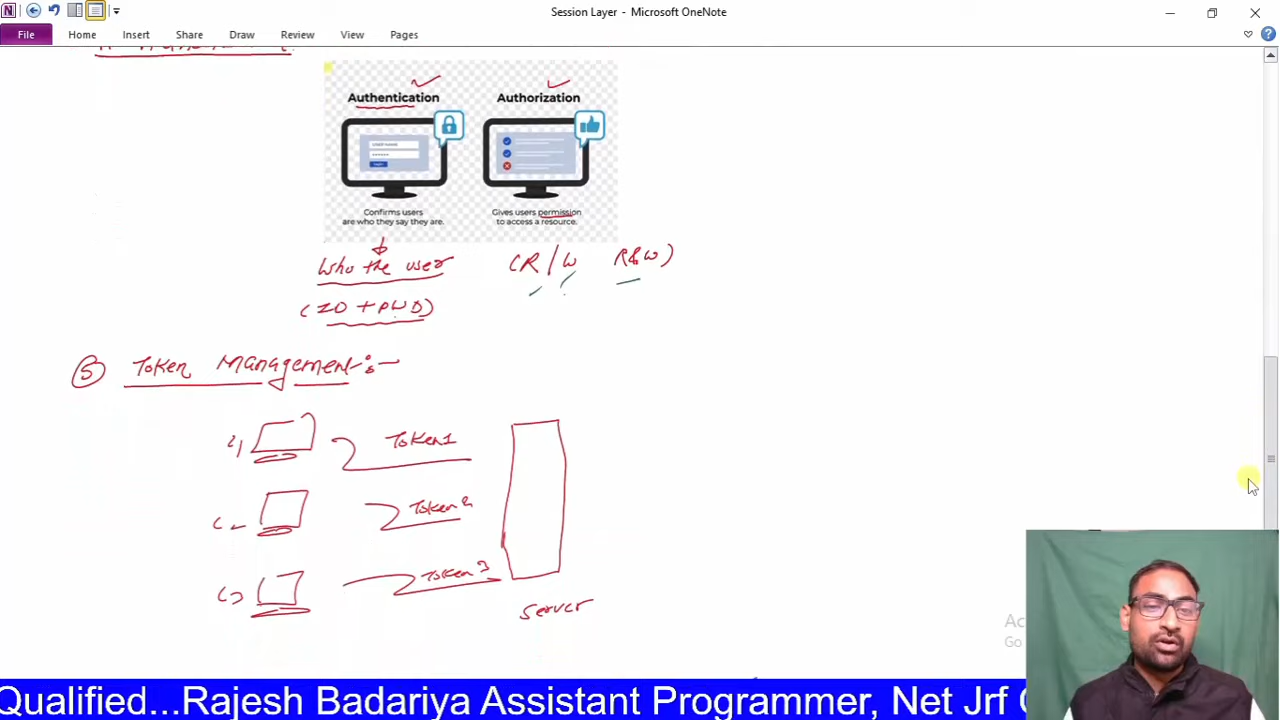 Session Layer - Microsoft OneNote
File Home Insert Share Draw Review View Pages
Authentication
Authorization
Confirms users
are who they say they are.
Gives users permission
to access a resource.
Who the user
(R/W R&W)
(ID + PWD)
5 Token Management:-
C1 Token1
Token2
Token3
Server
Go
Qualified...Rajesh Badariya Assistant Programmer, Net Jrf